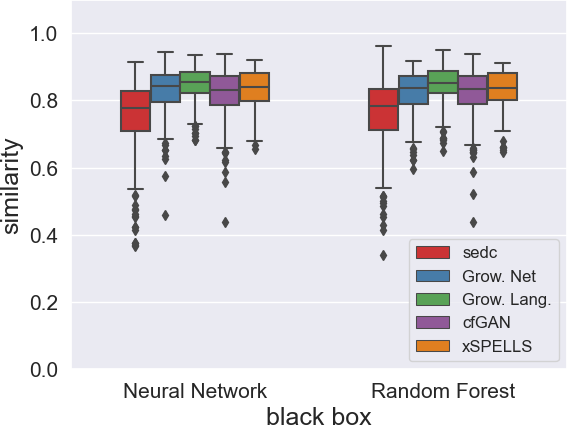 1.0
0.8
0.6
0.4
0.2
0.0
similarity
sedc
Grow. Net
Grow. Lang.
cfGAN
xSPELLS
Neural Network
Random Forest
black box